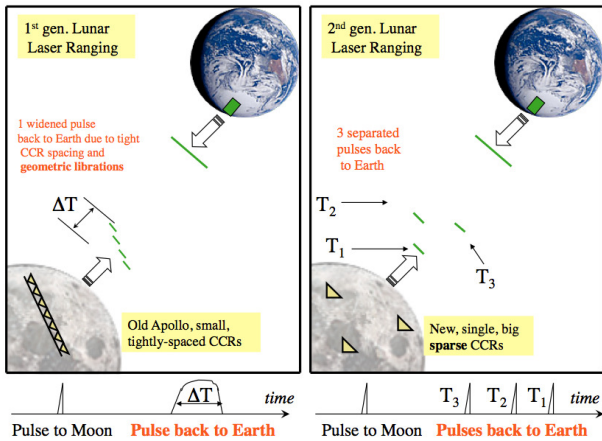 1st gen. Lunar
Laser Ranging
1 widened pulse
back to Earth due to tight
CCR spacing and
geometric librations
ΔT
Old Apollo, small,
tightly-spaced CCRs
ΔT
time
Pulse to Moon
Pulse back to Earth
2nd gen. Lunar
Laser Ranging
3 separated
pulses back
to Earth
T2
T1
T3
New, single, big
sparse CCRs
T3
T2
T1
time
Pulse to Moon
Pulses back to Earth